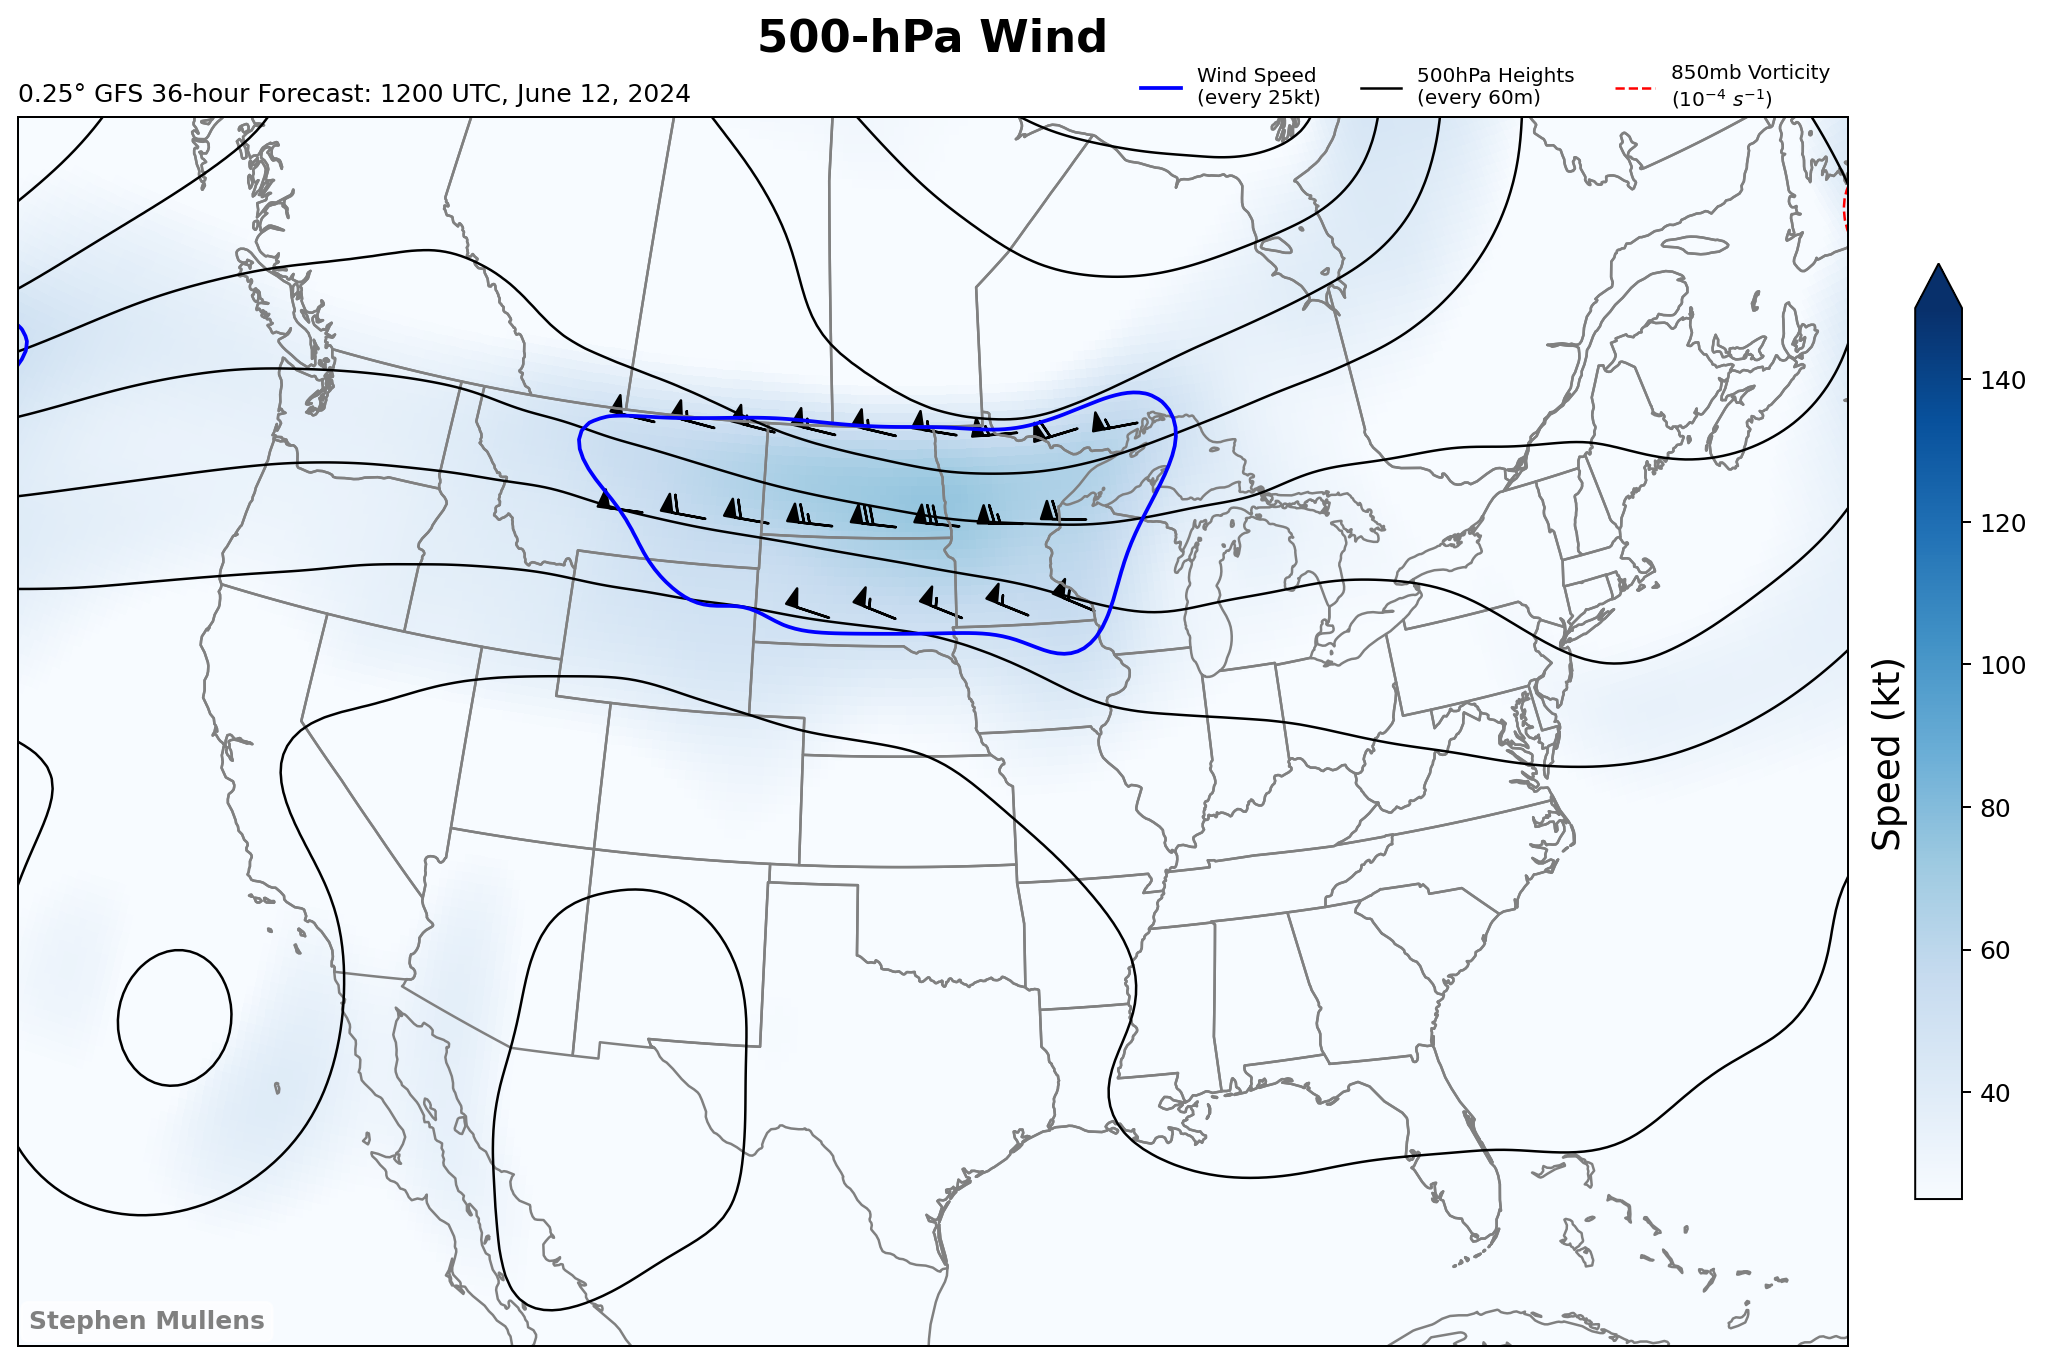 500-hPa Wind
0.25° GFS 36-hour Forecast: 1200 UTC, June 12, 2024
Wind Speed
(every 25kt)
500hPa Heights
(every 60m)
850mb Vorticity
(10⁻⁴ s⁻¹)
140
120
100
80
60
40
Speed (kt)
Stephen Mullens